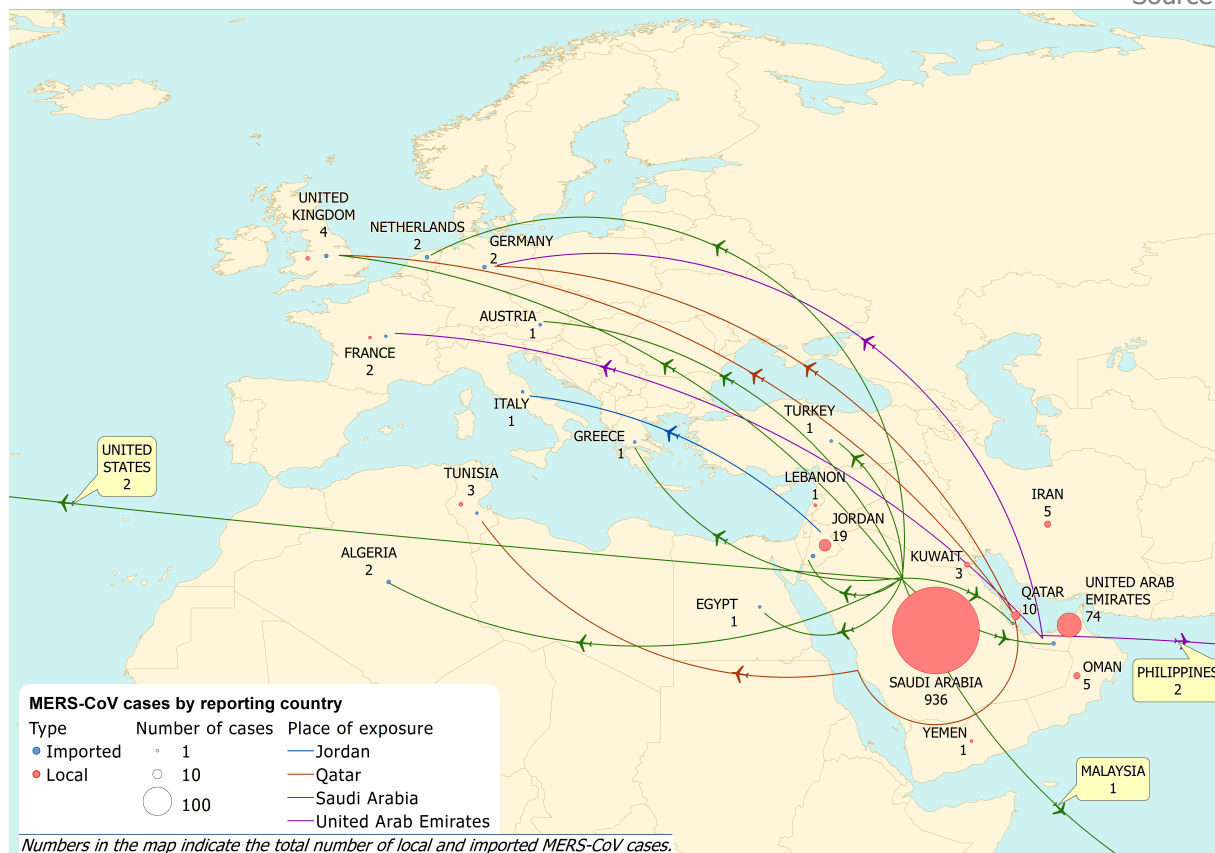 Source
UNITED
KINGDOM
4
NETHERLANDS
2
GERMANY
2
AUSTRIA
1
FRANCE
2
ITALY
1
GREECE
1
TURKEY
1
UNITED
STATES
2
TUNISIA
3
LEBANON
1
IRAN
5
JORDAN
19
ALGERIA
2
KUWAIT
3
QATAR
10
UNITED ARAB
EMIRATES
74
EGYPT
1
SAUDI ARABIA
936
OMAN
5
PHILIPPINES
2
YEMEN
1
MALAYSIA
1
MERS-CoV cases by reporting country
Type
Imported
Local
Number of cases
1
10
100
Place of exposure
Jordan
Qatar
Saudi Arabia
United Arab Emirates
Numbers in the map indicate the total number of local and imported MERS-CoV cases.